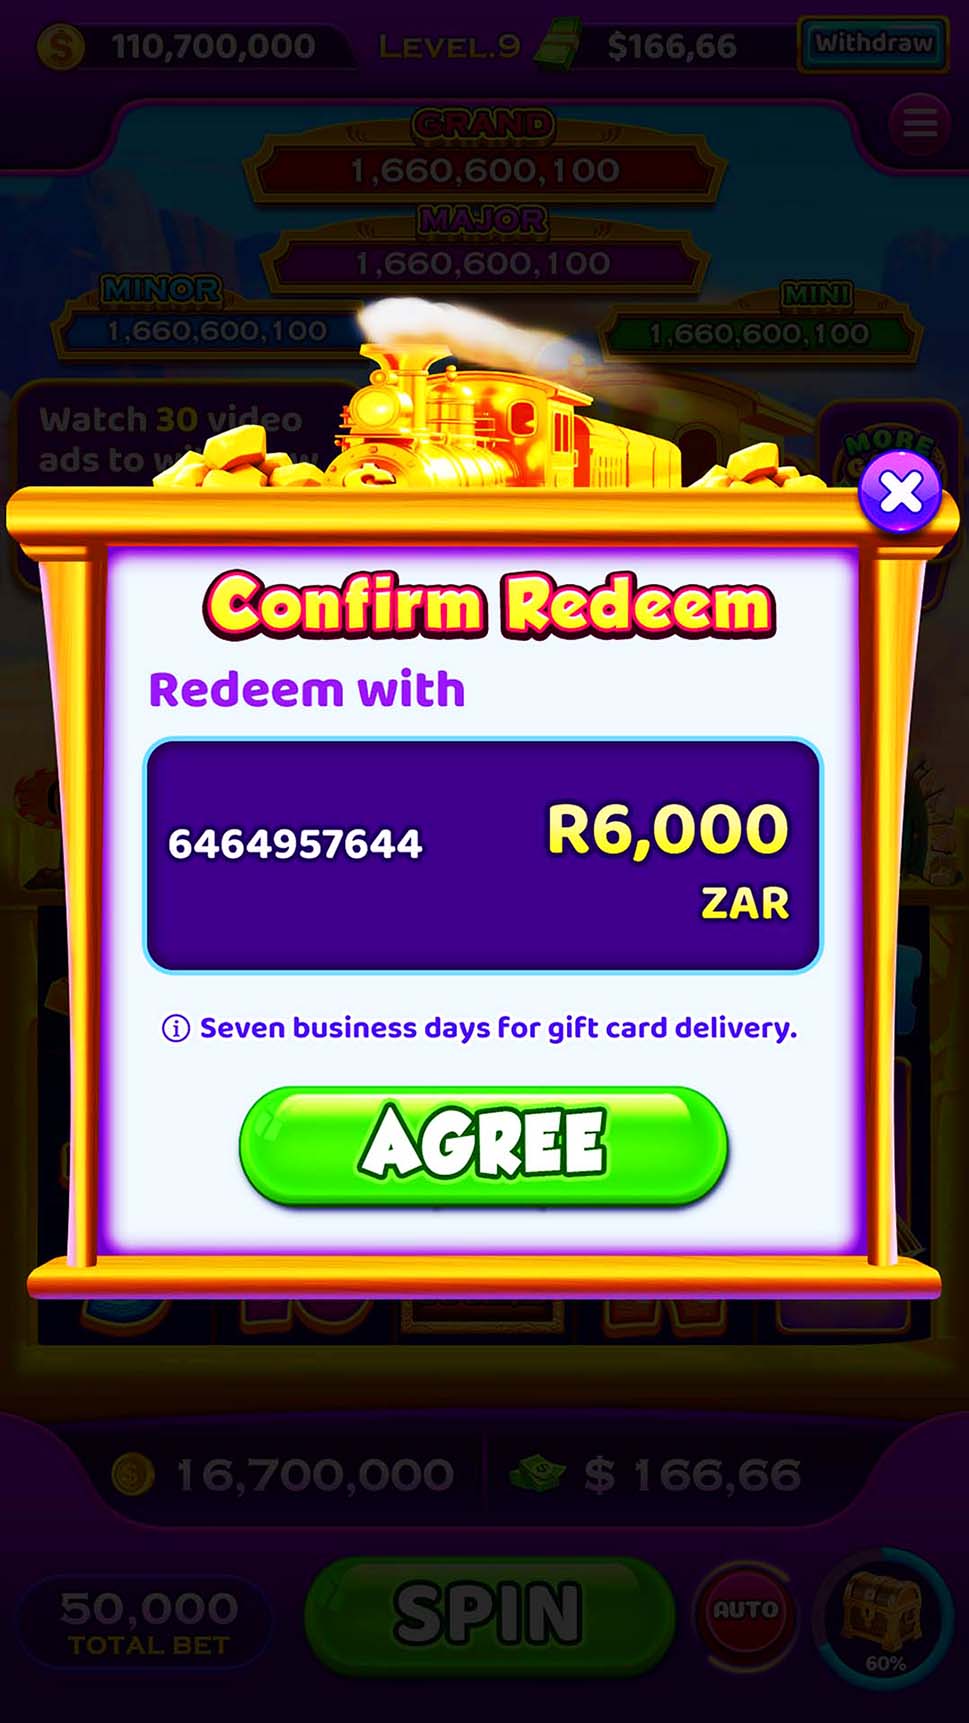 110,700,000
LEVEL.9
$166,66
Withdraw
GRAND
1,660,600,100
MAJOR
1,660,600,100
MINOR
1,660,600,100
MINI
1,660,600,100
Watch 30 video
ads to
MORE
Confirm Redeem
Redeem with
6464957644
R6,000
ZAR
Seven business days for gift card delivery.
AGREE
16,700,000
$ 166,66
50,000
TOTAL BET
SPIN
AUTO
60%